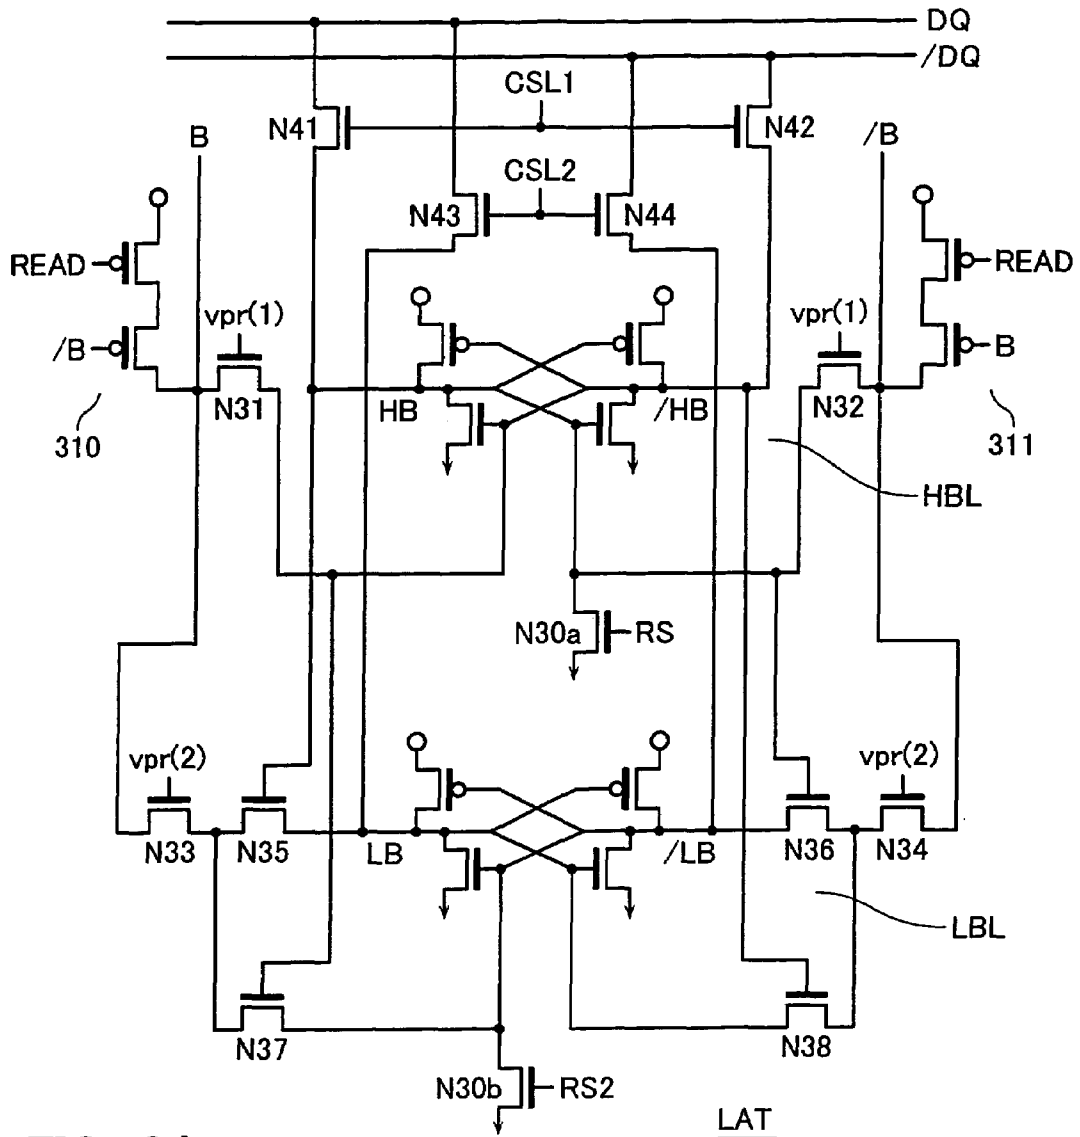 DQ
/DQ
CSL1
N41
N42
B
/B
CSL2
N43
N44
READ
READ
vpr(1)
vpr(1)
/B
B
N31
HB
/HB
N32
310
311
HBL
N30a
RS
vpr(2)
vpr(2)
N33
N35
LB
/LB
N36
N34
LBL
N37
N38
N30b
RS2
LAT